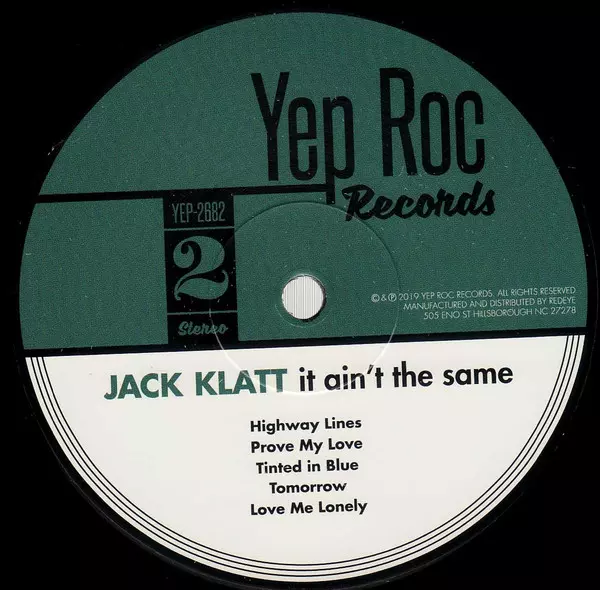 Yep Roc
Records
YEP-2682
2
Stereo
© & ℗ 2019 YEP ROC RECORDS. ALL RIGHTS RESERVED
MANUFACTURED AND DISTRIBUTED BY REDEYE
505 ENO ST HILLSBOROUGH NC 27278
JACK KLATT it ain't the same
Highway Lines
Prove My Love
Tinted in Blue
Tomorrow
Love Me Lonely